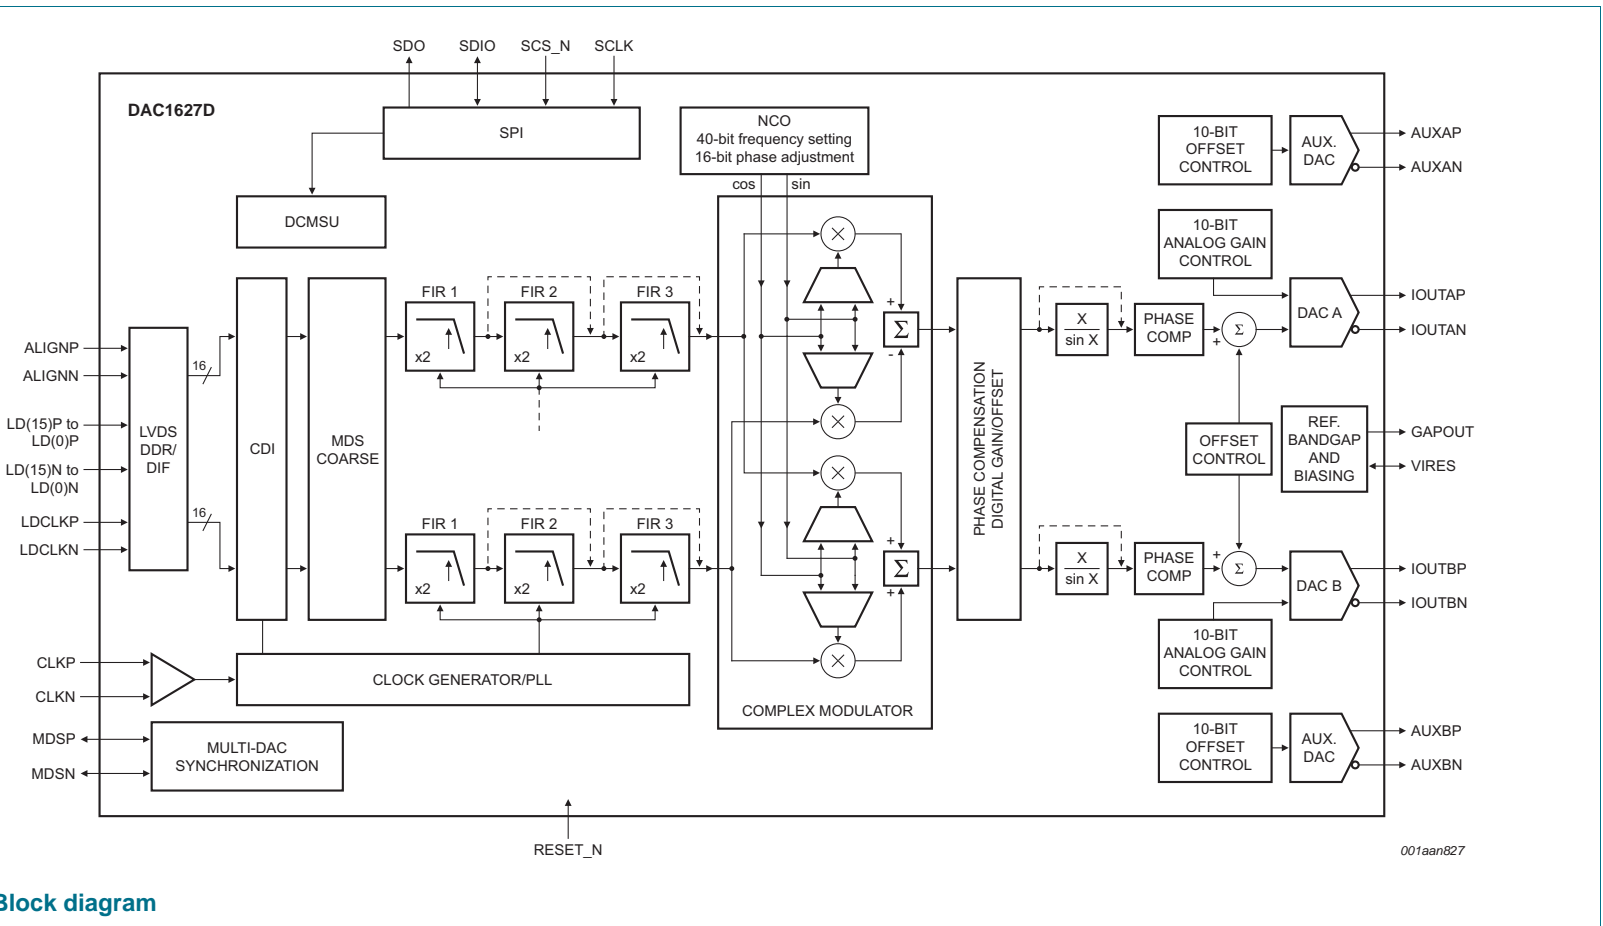 SDO SDIO SCS_N SCLK
DAC1627D
SPI
NCO
40-bit frequency setting
16-bit phase adjustment
cos sin
DCMSU
10-BIT
OFFSET
CONTROL
AUX.
DAC
AUXAP
AUXAN
10-BIT
ANALOG GAIN
CONTROL
FIR 1 FIR 2 FIR 3
x2 x2 x2
+
Σ
-
X
sin X
PHASE
COMP
Σ
+
DAC A
IOUTAP
IOUTAN
ALIGNP
ALIGNN
LD(15)P to
LD(0)P
LD(15)N to
LD(0)N
LDCLKP
LDCLKN
16
16
LVDS
DDR/
DIF
CDI
MDS
COARSE
PHASE COMPENSATION
DIGITAL GAIN/OFFSET
OFFSET
CONTROL
REF.
BANDGAP
AND
BIASING
GAPOUT
VIRES
FIR 1 FIR 2 FIR 3
x2 x2 x2
+
Σ
+
X
sin X
PHASE
COMP
+
Σ
DAC B
IOUTBP
IOUTBN
10-BIT
ANALOG GAIN
CONTROL
CLKP
CLKN
CLOCK GENERATOR/PLL
COMPLEX MODULATOR
MDSP
MDSN
MULTI-DAC
SYNCHRONIZATION
10-BIT
OFFSET
CONTROL
AUX.
DAC
AUXBP
AUXBN
RESET_N
001aan827
Block diagram